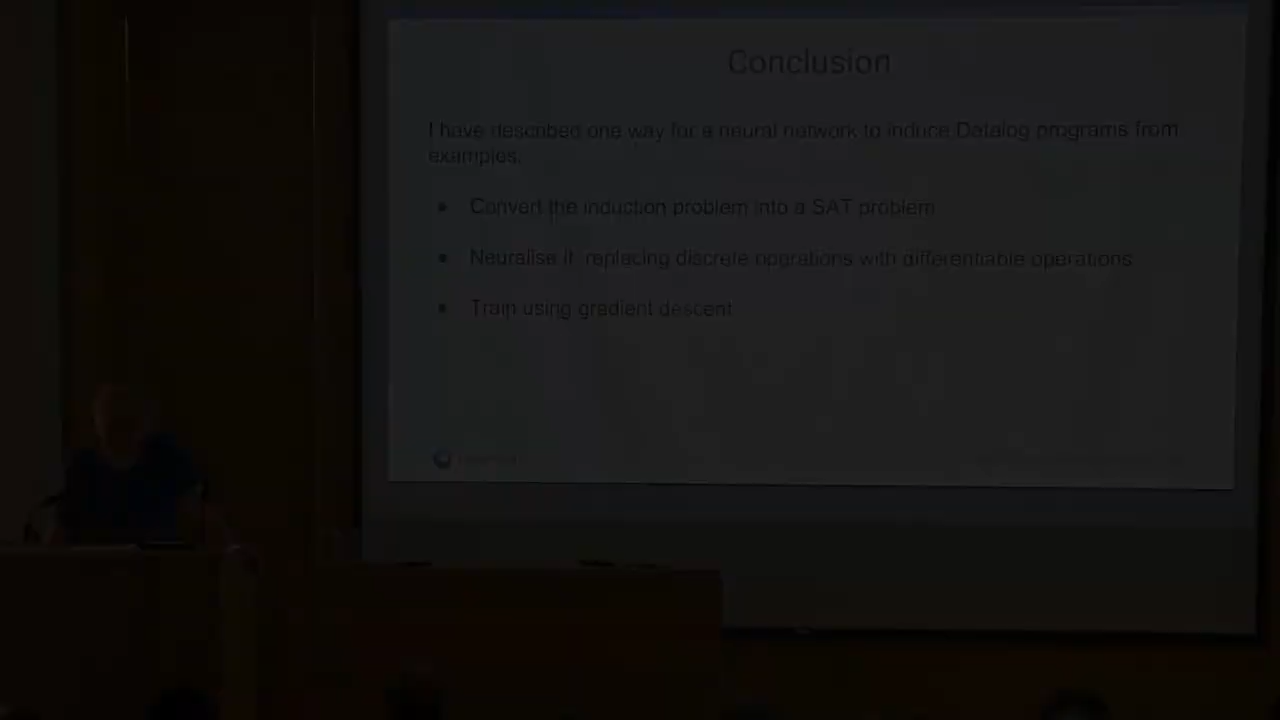 Conclusion
I have described one way for a neural network to induce Datalog programs from
examples.
● Convert the induction problem into a SAT problem
● Neuralise it replacing discrete operations with differentiable operations
● Train using gradient descent